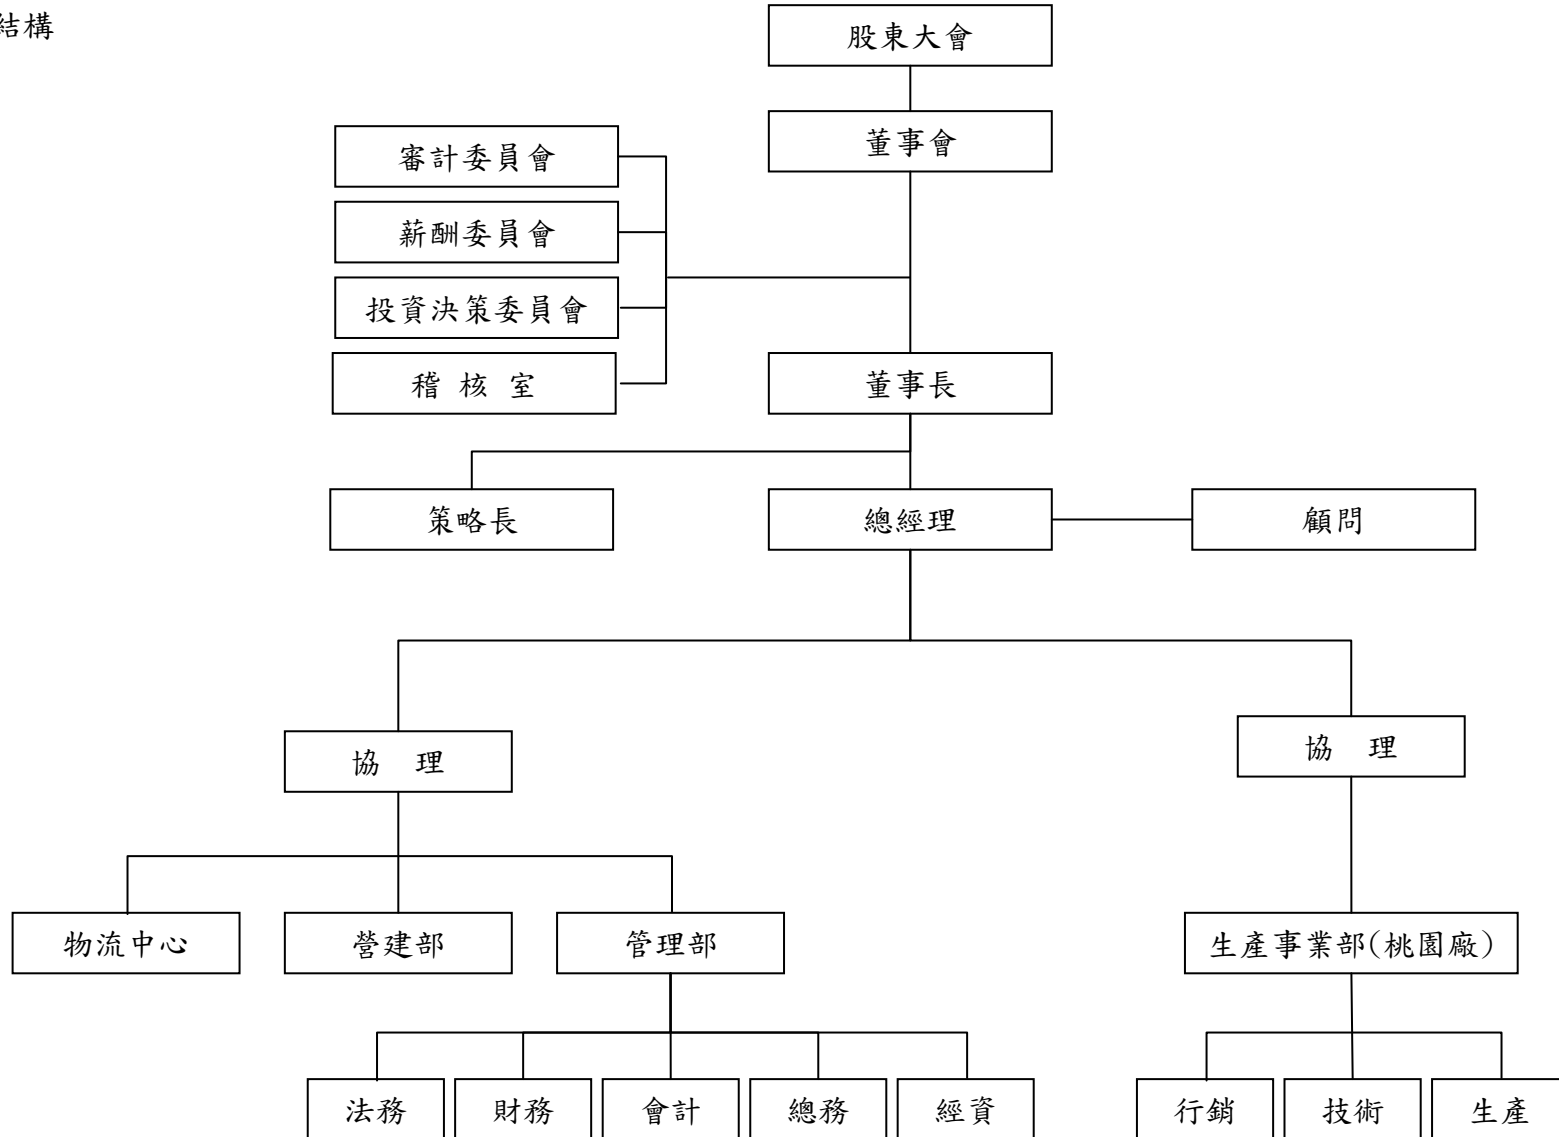 結構
股東大會
董事會
審計委員會
薪酬委員會
投資決策委員會
稽 核 室
董事長
策略長
總經理
顧問
協 理
協 理
物流中心
營建部
管理部
生產事業部(桃園廠)
法務
財務
會計
總務
經資
行銷
技術
生產